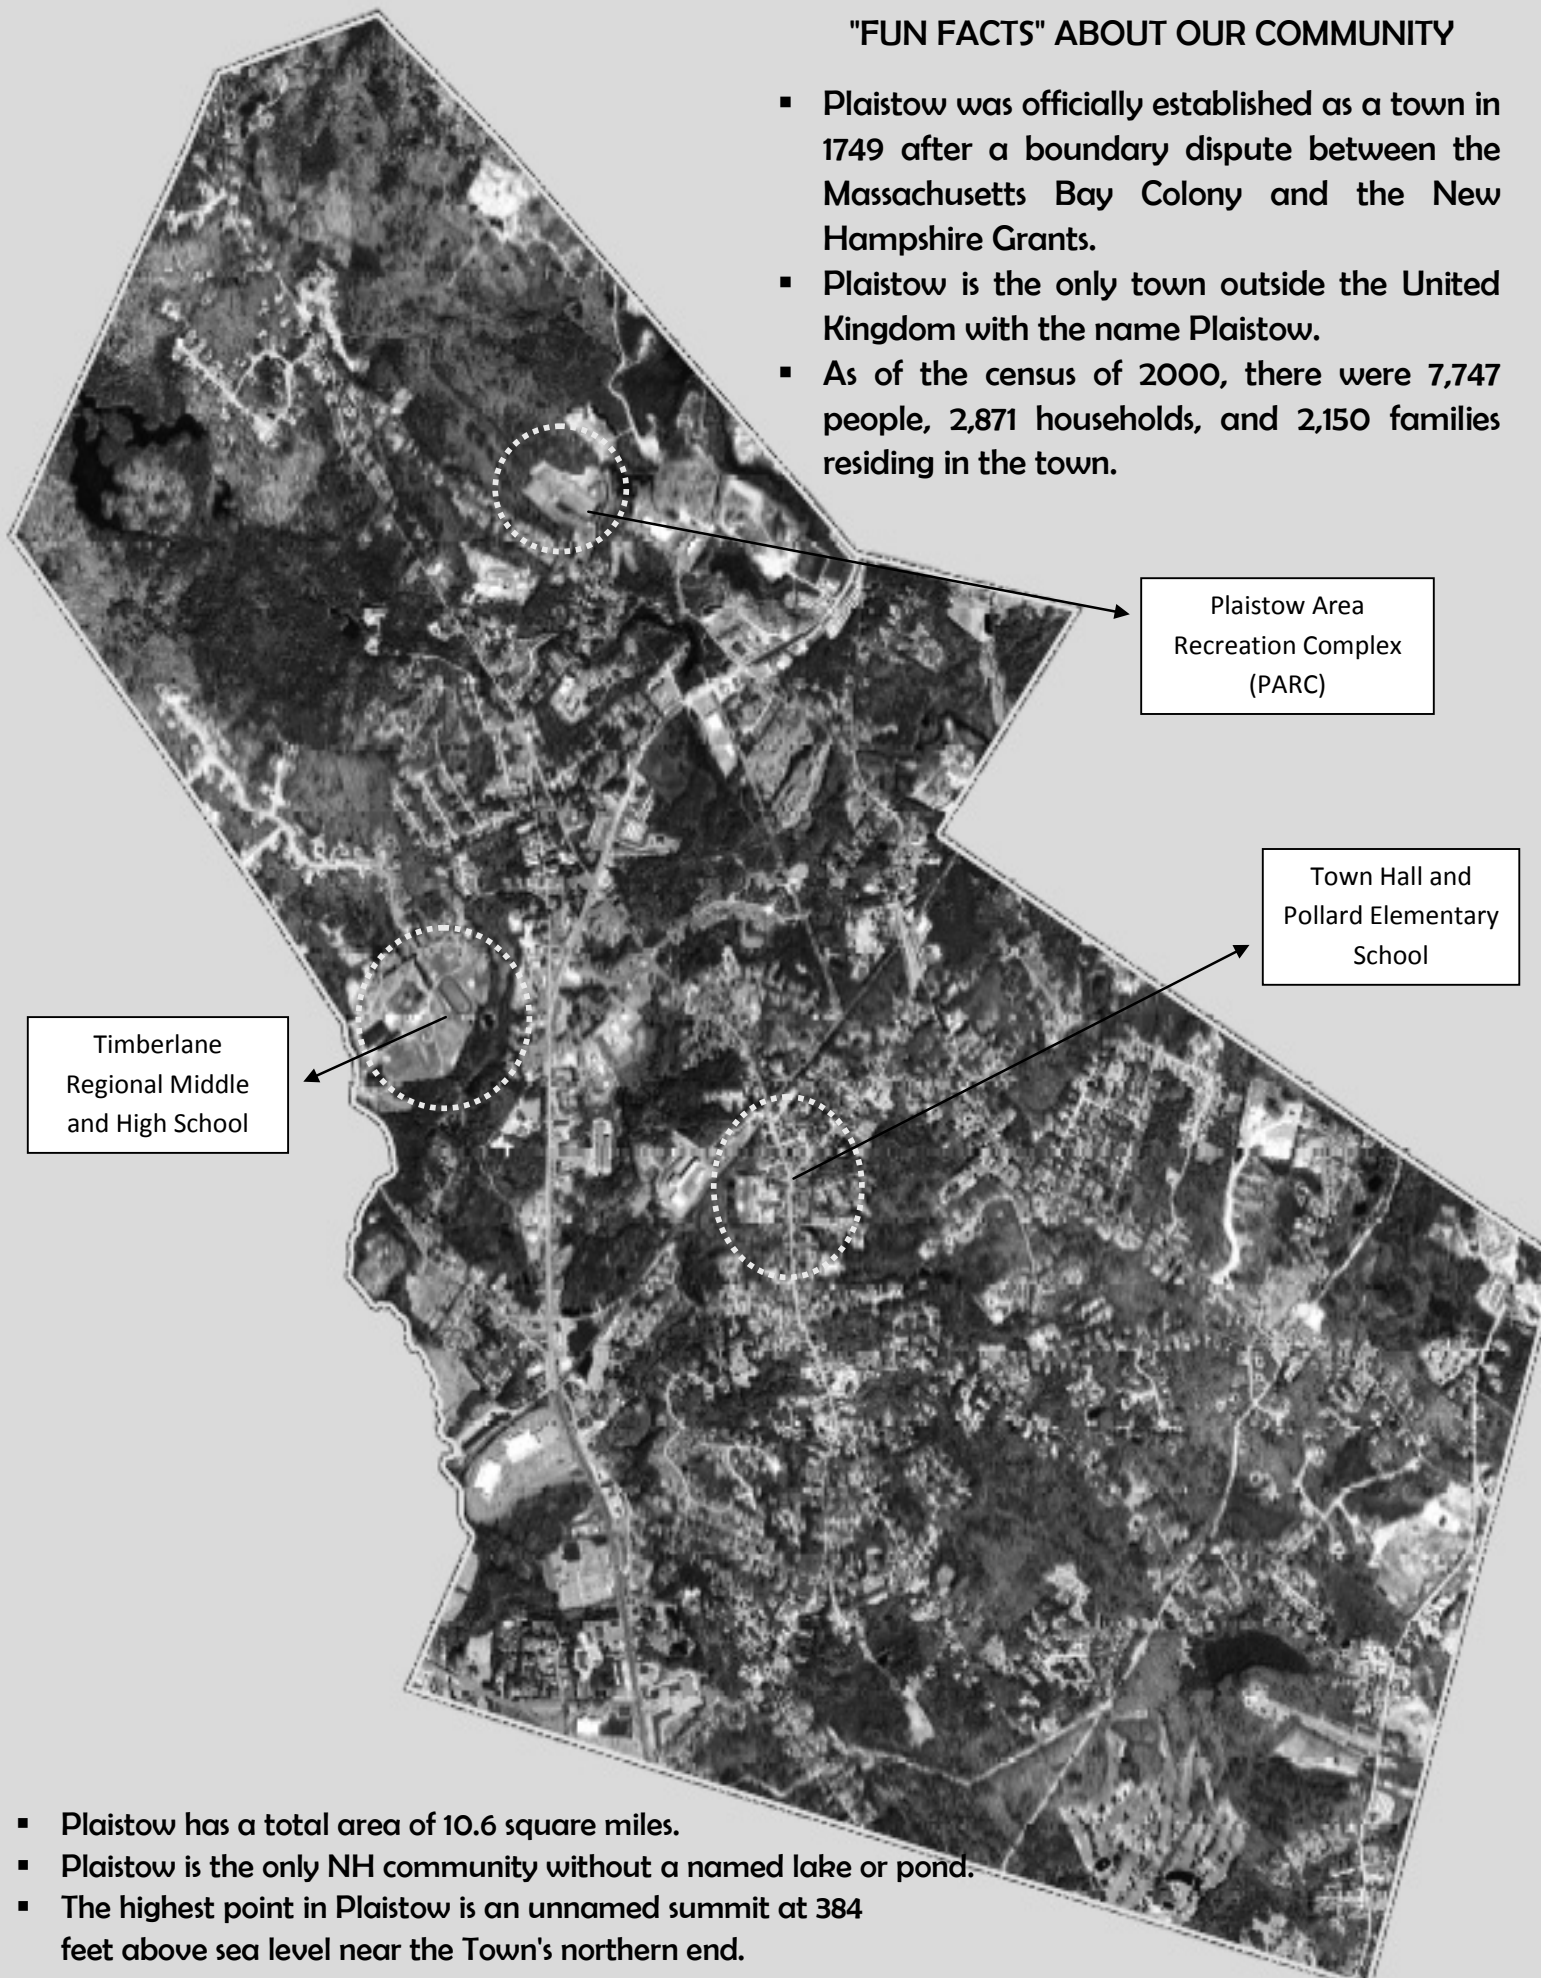 "FUN FACTS" ABOUT OUR COMMUNITY
▪ Plaistow was officially established as a town in
1749 after a boundary dispute between the
Massachusetts Bay Colony and the New
Hampshire Grants.
▪ Plaistow is the only town outside the United
Kingdom with the name Plaistow.
▪ As of the census of 2000, there were 7,747
people, 2,871 households, and 2,150 families
residing in the town.
Plaistow Area
Recreation Complex
(PARC)
Town Hall and
Pollard Elementary
School
Timberlane
Regional Middle
and High School
▪ Plaistow has a total area of 10.6 square miles.
▪ Plaistow is the only NH community without a named lake or pond.
▪ The highest point in Plaistow is an unnamed summit at 384
feet above sea level near the Town's northern end.